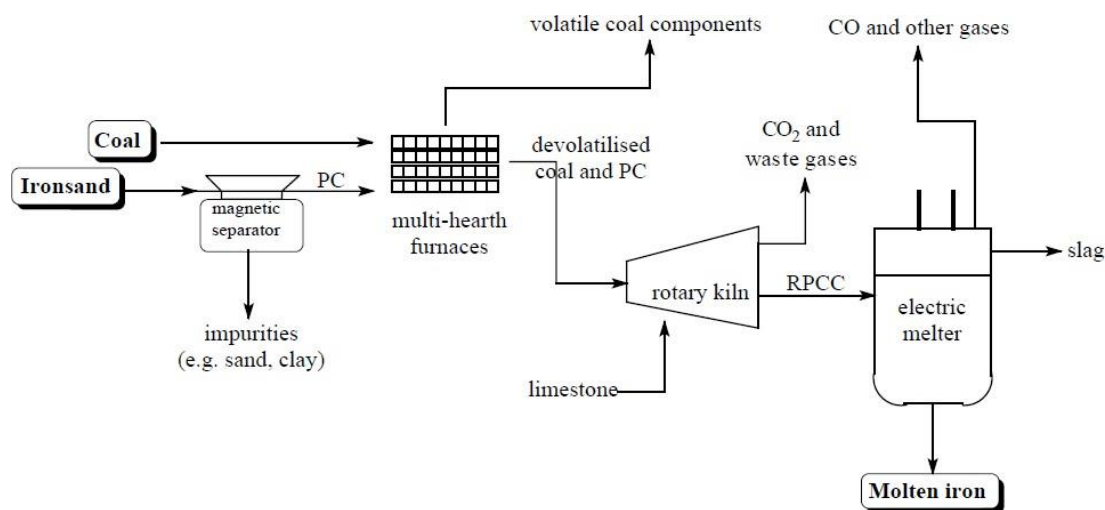 volatile coal components
CO and other gases
Coal
Ironsand
PC
magnetic
separator
multi-hearth
furnaces
devolatilised
coal and PC
CO₂ and
waste gases
impurities
(e.g. sand, clay)
rotary kiln
RPCC
limestone
electric
melter
slag
Molten iron